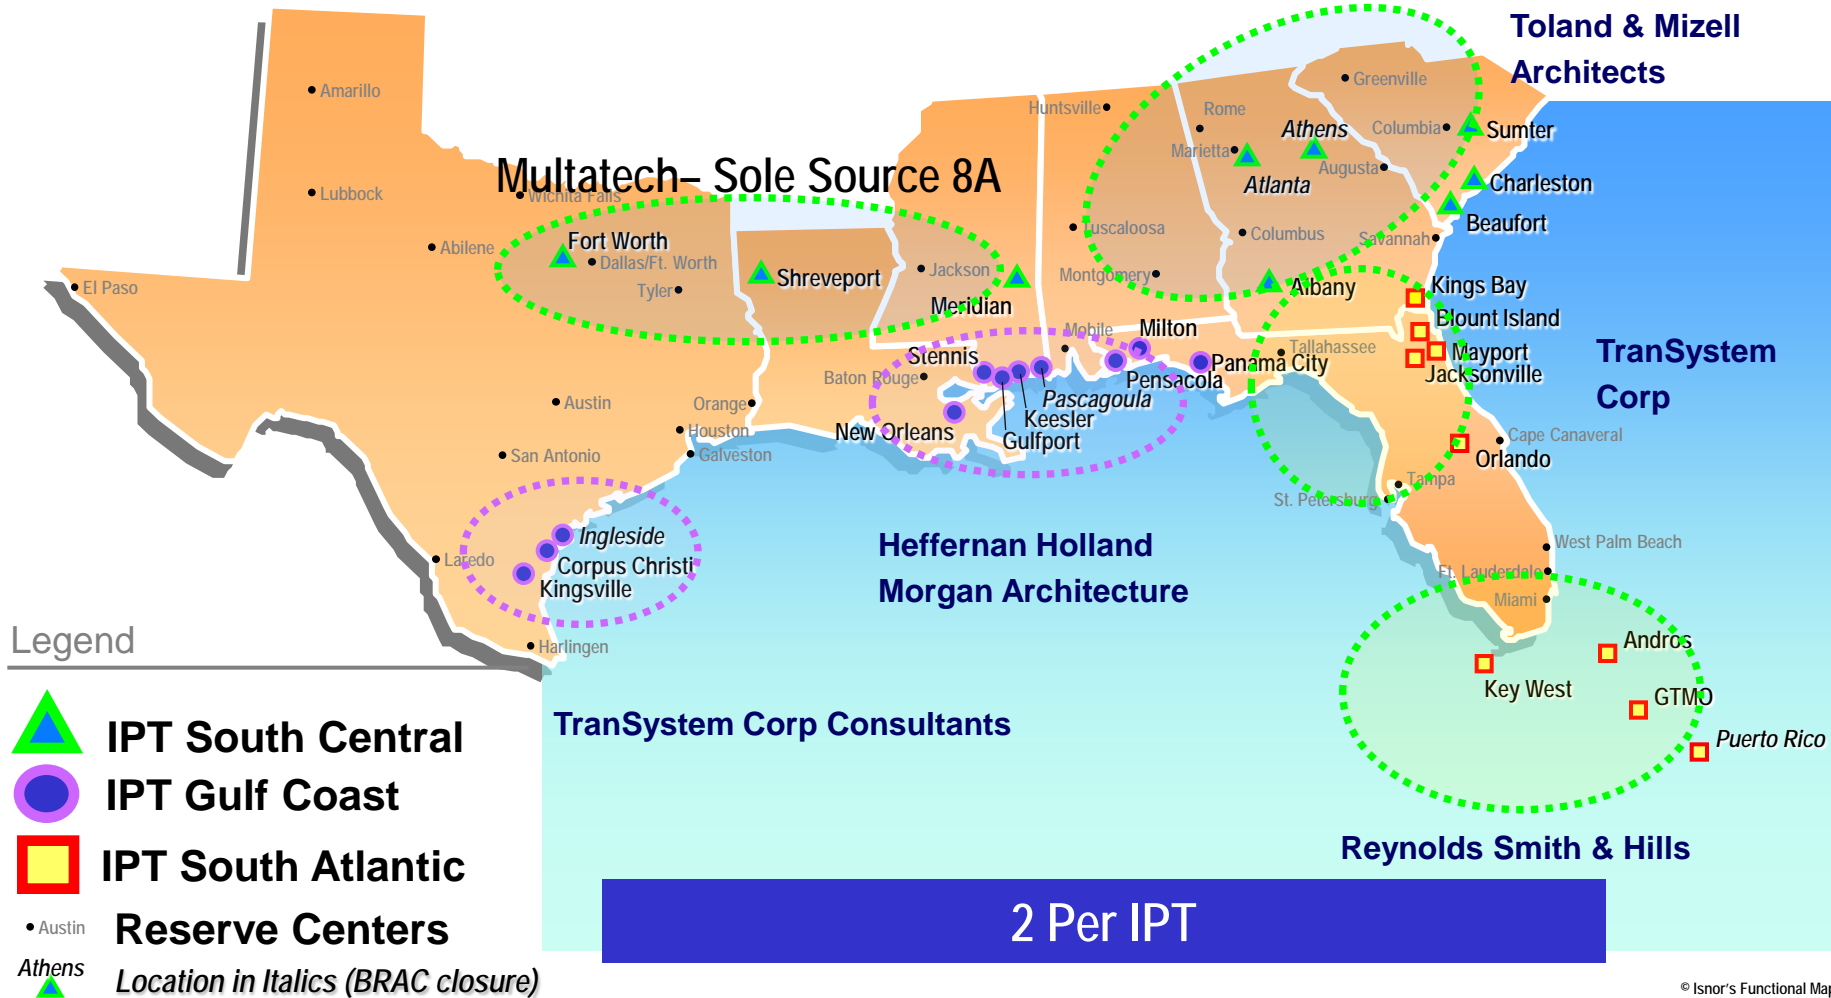 Toland & Mizell
Architects
Amarillo
Greenville
Huntsville
Rome
Athens
Columbia
Sumter
Marietta
Atlanta
Augusta
Multatech– Sole Source 8A
Lubbock
Wichita Falls
Charleston
Beaufort
Abilene
Fort Worth
Dallas/Ft. Worth
Tuscaloosa
Columbus
Savannah
El Paso
Tyler
Shreveport
Jackson
Meridian
Montgomery
Albany
Kings Bay
Blount Island
Mobile
Milton
Tallahassee
Mayport
Jacksonville
TranSystem
Corp
Stennis
Baton Rouge
Pensacola
Panama City
Pascagoula
Keesler
Gulfport
New Orleans
Austin
Orange
Houston
San Antonio
Galveston
Cape Canaveral
Orlando
Tampa
St. Petersburg
Ingleside
Corpus Christi
Kingsville
Laredo
Harlingen
Heffernan Holland
Morgan Architecture
West Palm Beach
Ft. Lauderdale
Miami
Andros
Key West
GTMO
Puerto Rico
TranSystem Corp Consultants
Reynolds Smith & Hills
Legend
IPT South Central
IPT Gulf Coast
IPT South Atlantic
Austin
Reserve Centers
Athens
Location in Italics (BRAC closure)
2 Per IPT
© Isnor's Functional Map